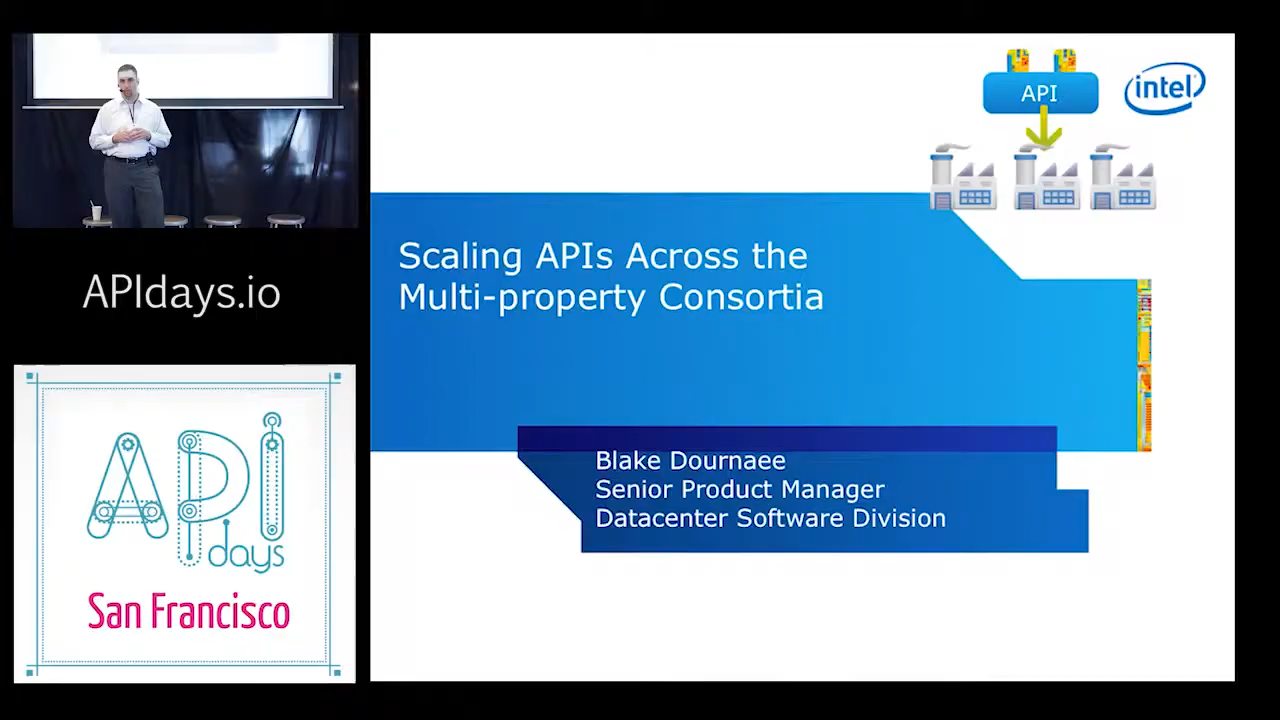 API
intel
Scaling APIs Across the
Multi-property Consortia
Blake Dournaee
Senior Product Manager
Datacenter Software Division
APIdays.io
API
days
San Francisco